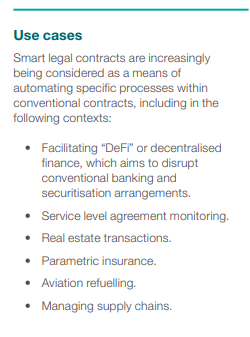 Use cases
Smart legal contracts are increasingly
being considered as a means of
automating specific processes within
conventional contracts, including in the
following contexts:
• Facilitating “DeFi” or decentralised
finance, which aims to disrupt
conventional banking and
securitisation arrangements.
• Service level agreement monitoring.
• Real estate transactions.
• Parametric insurance.
• Aviation refuelling.
• Managing supply chains.